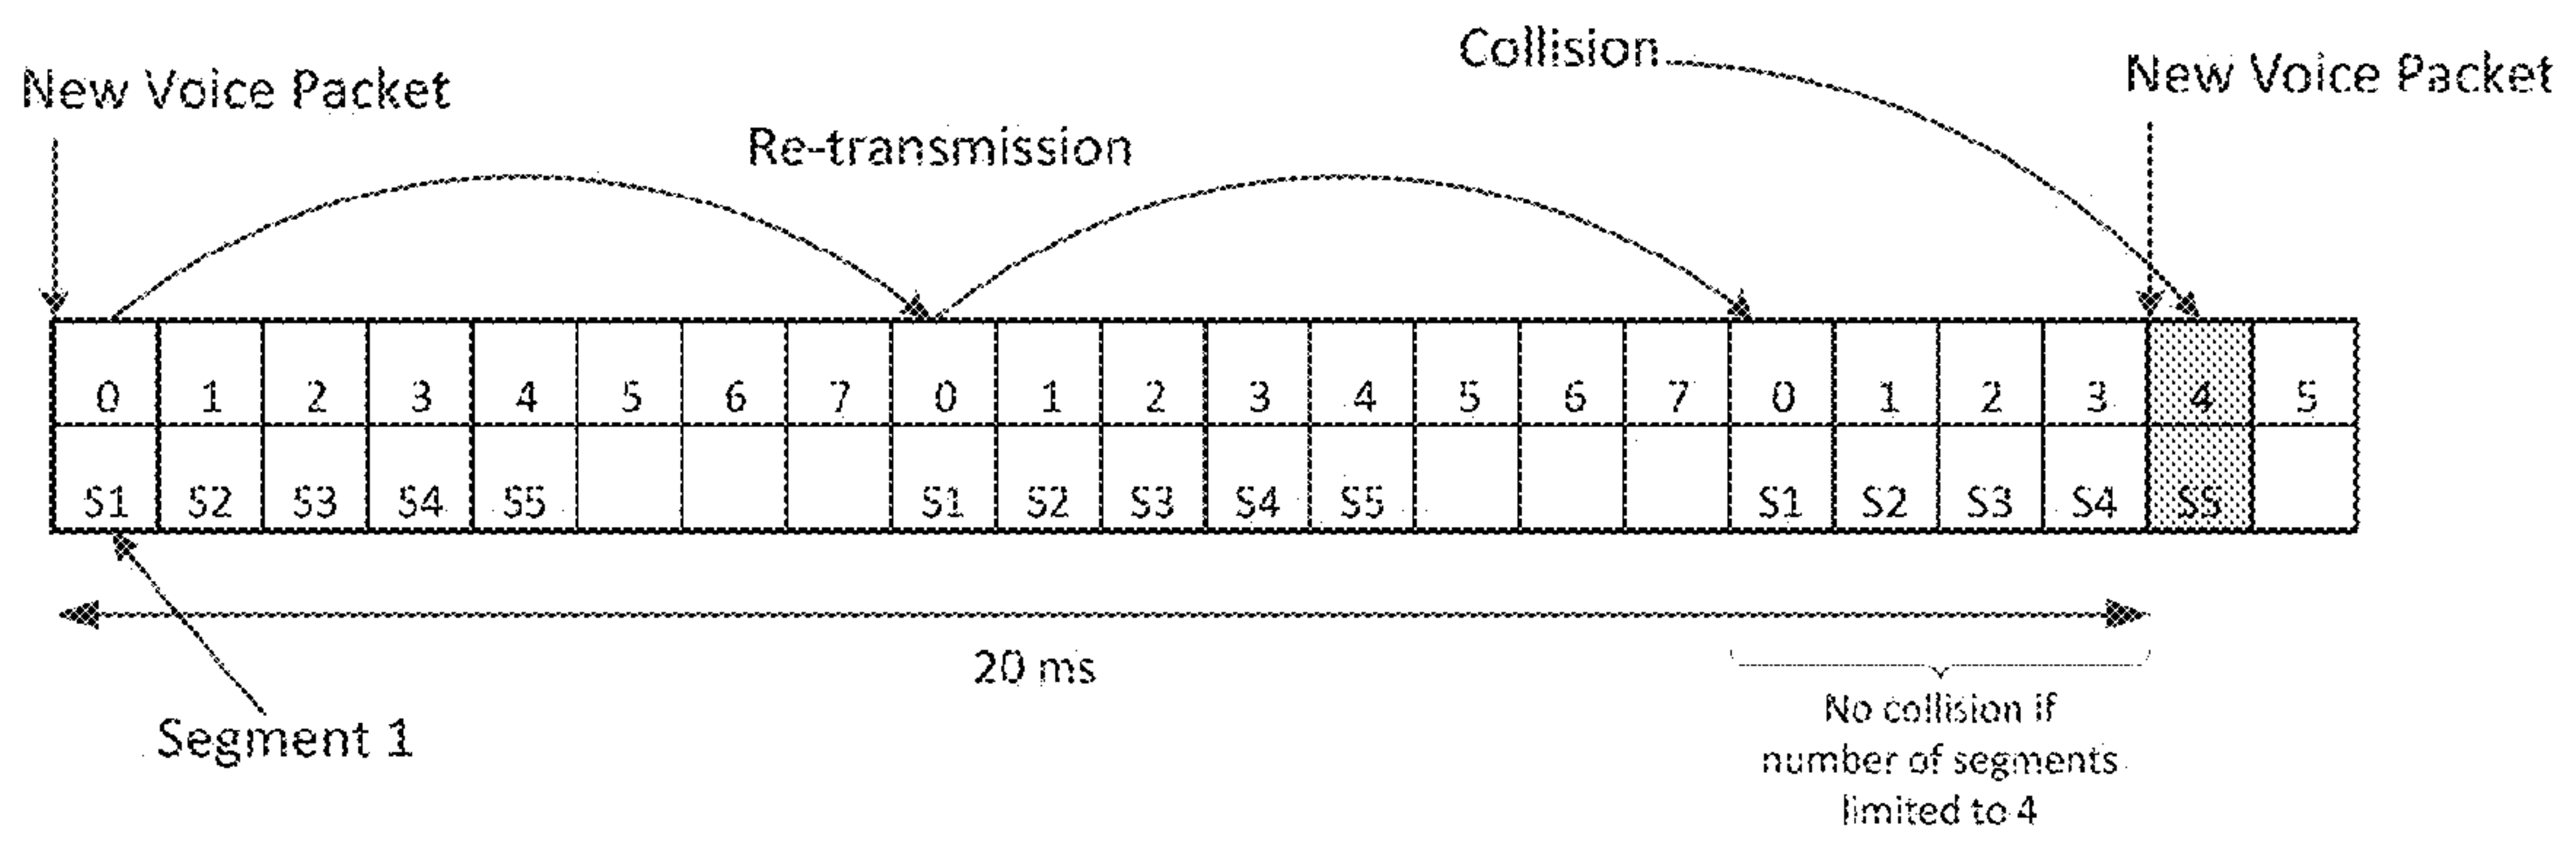 Collision
New Voice Packet
New Voice Packet
Re-transmission
0 1 2 3 4 5 6 7 0 1 2 3 4 5 6 7 0 1 2 3 4 5
S1 S2 S3 S4 S5 S1 S2 S3 S4 S5 S1 S2 S3 S4 S5
20 ms
Segment 1
No collision if
number of segments
limited to 4